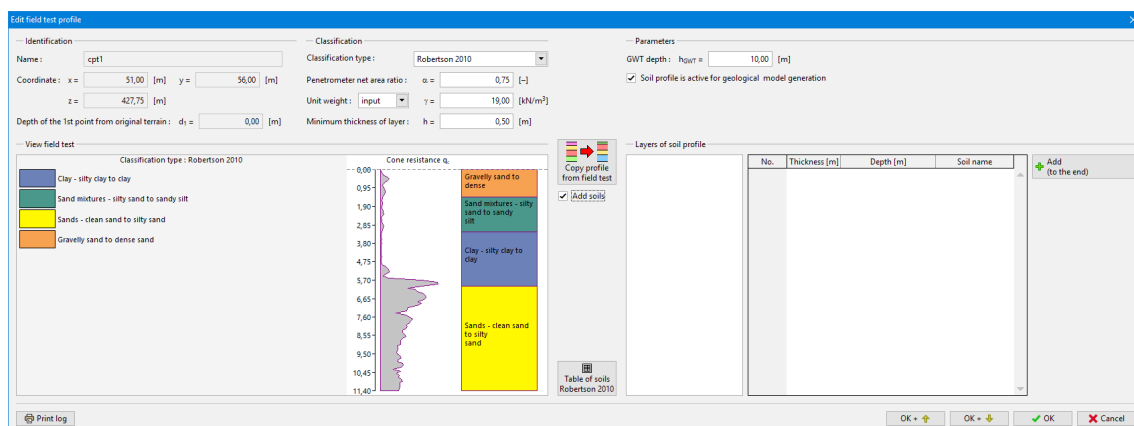 Edit field test profile
Identification
Name :
cpt1
Coordinate : x =
51,00
[m]
y =
56,00
[m]
z =
427,75
[m]
Depth of the 1st point from original terrain : d1 =
0,00
[m]
Classification
Classification type :
Robertson 2010
Penetrometer net area ratio :
α =
0,75
[–]
Unit weight :
input
γ =
19,00
[kN/m³]
Minimum thickness of layer :
h =
0,50
[m]
Parameters
GWT depth :
hGWT =
10,00
[m]
Soil profile is active for geological model generation
View field test
Classification type : Robertson 2010
Clay - silty clay to clay
Sand mixtures - silty sand to sandy silt
Sands - clean sand to silty sand
Gravelly sand to dense sand
Cone resistance qc
0,00
0,95
1,90
2,85
3,80
4,75
5,70
6,65
7,60
8,55
9,50
10,45
11,40
Gravelly sand to
dense
Sand mixtures - silty
sand to sandy
silt
Clay - silty clay to
clay
Sands - clean sand
to silty
sand
Copy profile
from field test
Add soils
Table of soils
Robertson 2010
Layers of soil profile
No.
Thickness [m]
Depth [m]
Soil name
Add
(to the end)
Print log
OK +
OK +
OK
Cancel